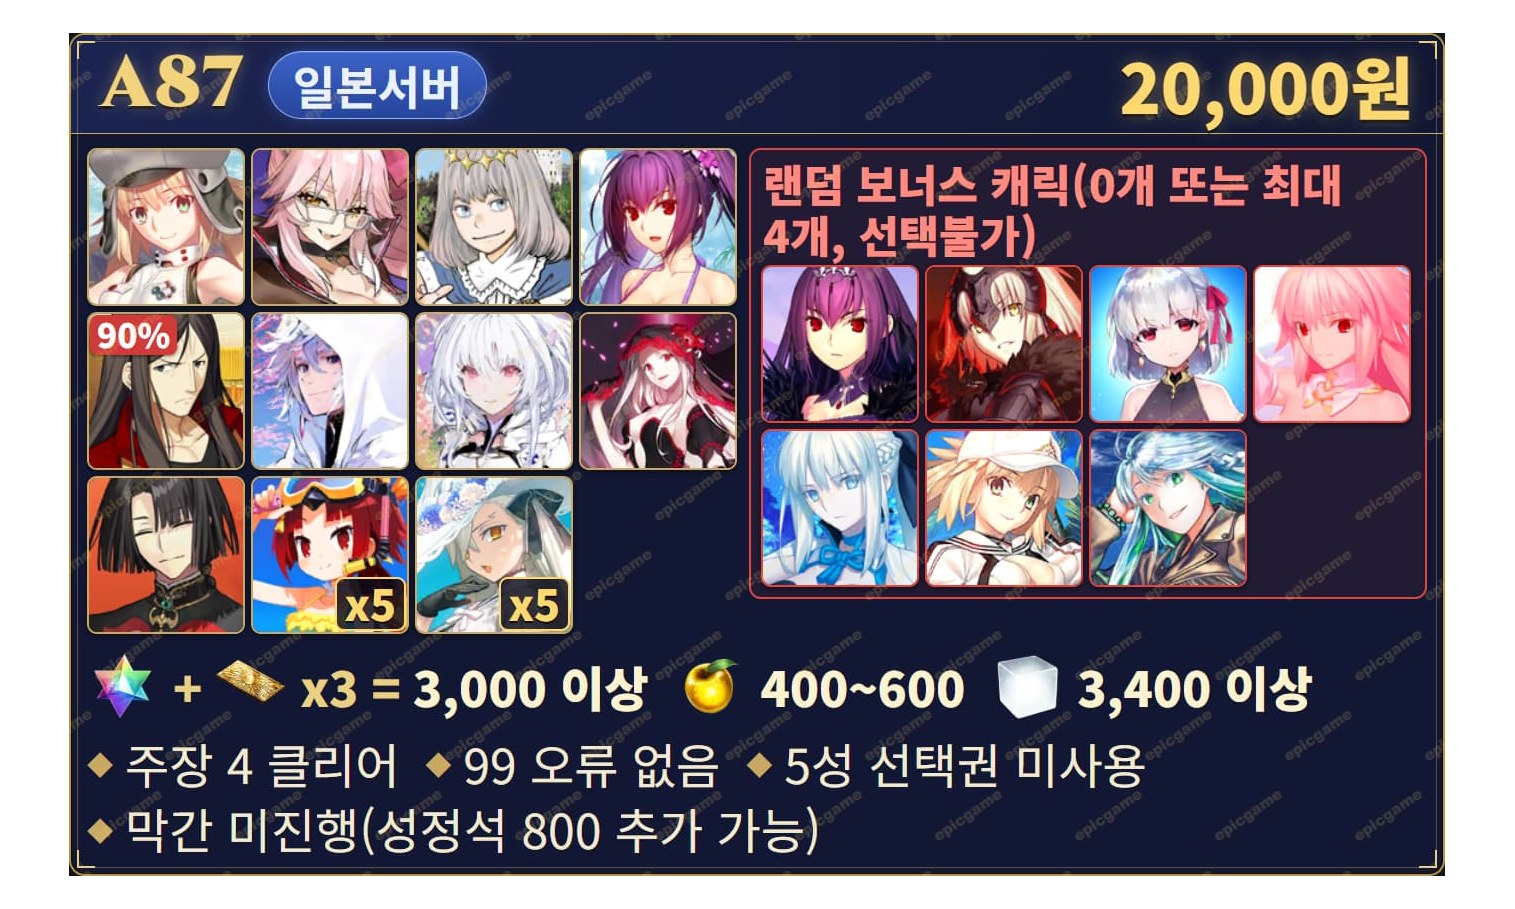 A87 일본서버 20,000원
랜덤 보너스 캐릭(0개 또는 최대
4개, 선택불가)
90%
x5 x5
+ x3 = 3,000 이상 400~600 3,400 이상
◆ 주장 4 클리어 ◆ 99 오류 없음 ◆ 5성 선택권 미사용
◆ 막간 미진행(성정석 800 추가 가능)
epicgame